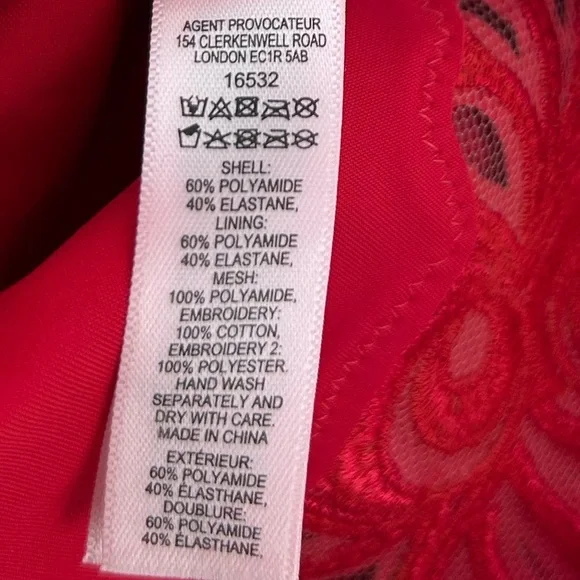 AGENT PROVOCATEUR
154 CLERKENWELL ROAD
LONDON EC1R 5AB
16532
SHELL:
60% POLYAMIDE
40% ELASTANE,
LINING:
60% POLYAMIDE
40% ELASTANE,
MESH:
100% POLYAMIDE,
EMBROIDERY:
100% COTTON,
EMBROIDERY 2:
100% POLYESTER.
HAND WASH
SEPARATELY AND
DRY WITH CARE.
MADE IN CHINA
EXTÉRIEUR:
60% POLYAMIDE
40% ÉLASTHANE,
DOUBLURE:
60% POLYAMIDE
40% ÉLASTHANE,